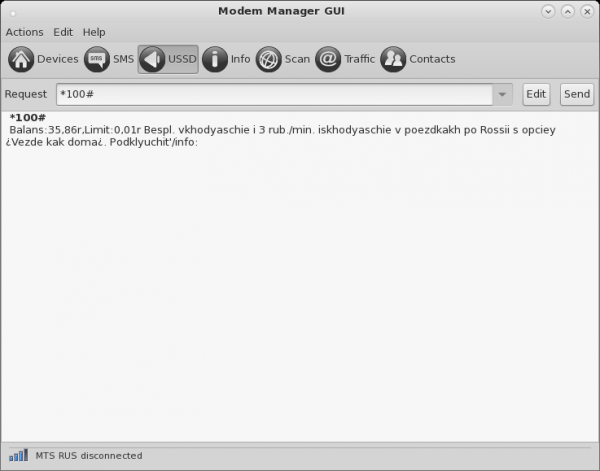 Modem Manager GUI
Actions Edit Help
Devices SMS USSD Info Scan Traffic Contacts
Request *100# Edit Send
*100#
Balans:35,86r,Limit:0,01r Bespl. vkhodyaschie i 3 rub./min. iskhodyaschie v poezdkakh po Rossii s opciey
¿Vezde kak doma¿. Podklyuchit'/info:
MTS RUS disconnected